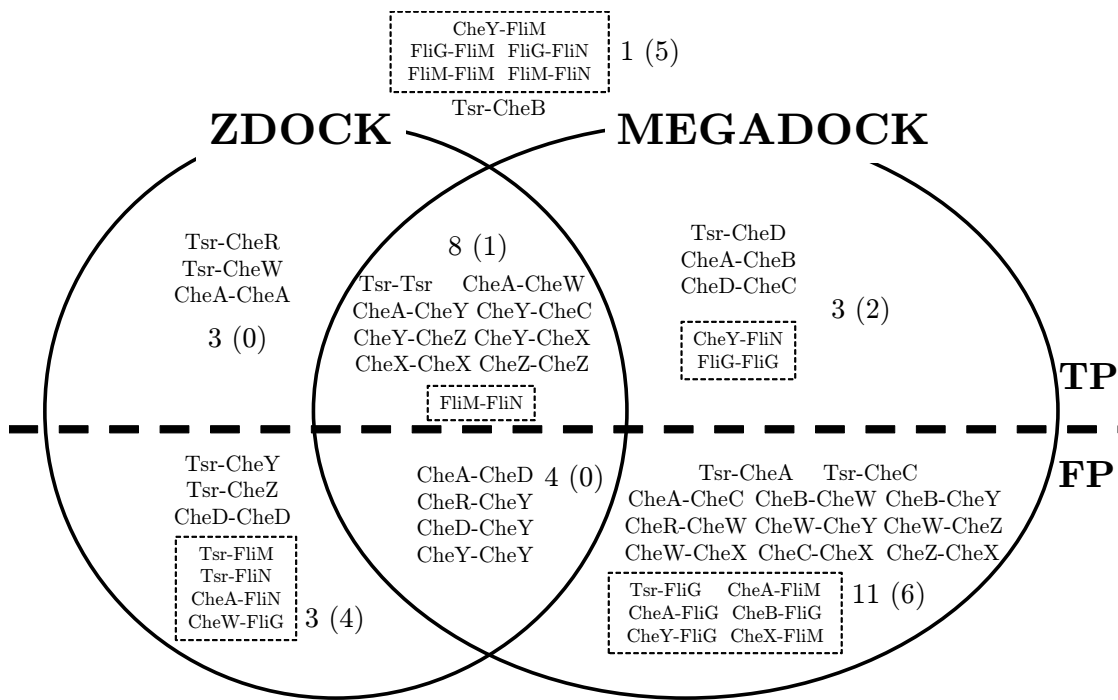 CheY-FliM
FliG-FliM FliG-FliN
FliM-FliM FliM-FliN
1 (5)
Tsr-CheB
ZDOCK
MEGADOCK
Tsr-CheR
Tsr-CheW
CheA-CheA
3 (0)
8 (1)
Tsr-Tsr CheA-CheW
CheA-CheY CheY-CheC
CheY-CheZ CheY-CheX
CheX-CheX CheZ-CheZ
FliM-FliN
Tsr-CheD
CheA-CheB
CheD-CheC
3 (2)
CheY-FliN
FliG-FliG
TP
FP
Tsr-CheY
Tsr-CheZ
CheD-CheD
Tsr-FliM
Tsr-FliN
CheA-FliN
CheW-FliG
3 (4)
CheA-CheD
CheR-CheY
CheD-CheY
CheY-CheY
4 (0)
Tsr-CheA Tsr-CheC
CheA-CheC CheB-CheW CheB-CheY
CheR-CheW CheW-CheY CheW-CheZ
CheW-CheX CheC-CheX CheZ-CheX
Tsr-FliG CheA-FliM
CheA-FliG CheB-FliG
CheY-FliG CheX-FliM
11 (6)